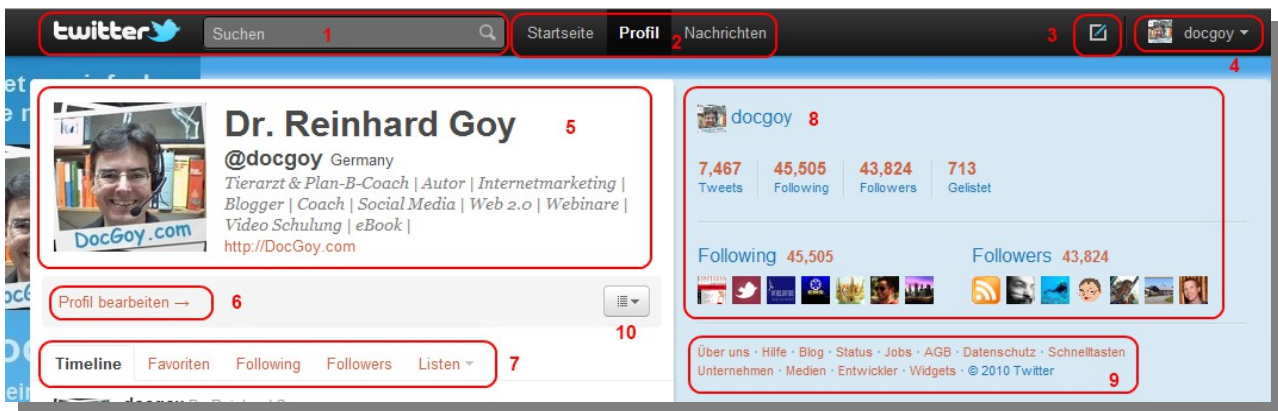 twitter Suchen 1 Startseite Profil 2 Nachrichten 3 docgoy
4
et
e n
Dr. Reinhard Goy 5
@docgoy Germany
Tierarzt & Plan-B-Coach | Autor | Internetmarketing |
Blogger | Coach | Social Media | Web 2.0 | Webinare |
Video Schulung | eBook |
http://DocGoy.com
DocGoy.com
Profil bearbeiten → 6
10
Timeline Favoriten Following Followers Listen 7
docgoy 8
7,467 45,505 43,824 713
Tweets Following Followers Gelistet
Following 45,505 Followers 43,824
Über uns · Hilfe · Blog · Status · Jobs · AGB · Datenschutz · Schnelltasten
Unternehmen · Medien · Entwickler · Widgets · © 2010 Twitter
9